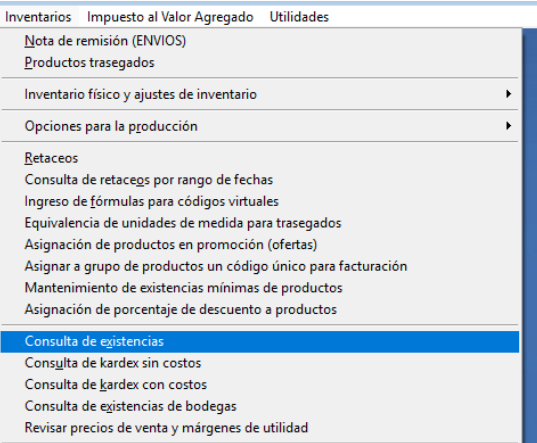 Inventarios Impuesto al Valor Agregado Utilidades
Nota de remisión (ENVIOS)
Productos trasegados
Inventario físico y ajustes de inventario
Opciones para la producción
Retaceos
Consulta de retaceos por rango de fechas
Ingreso de fórmulas para códigos virtuales
Equivalencia de unidades de medida para trasegados
Asignación de productos en promoción (ofertas)
Asignar a grupo de productos un código único para facturación
Mantenimiento de existencias mínimas de productos
Asignación de porcentaje de descuento a productos
Consulta de existencias
Consulta de kardex sin costos
Consulta de kardex con costos
Consulta de existencias de bodegas
Revisar precios de venta y márgenes de utilidad